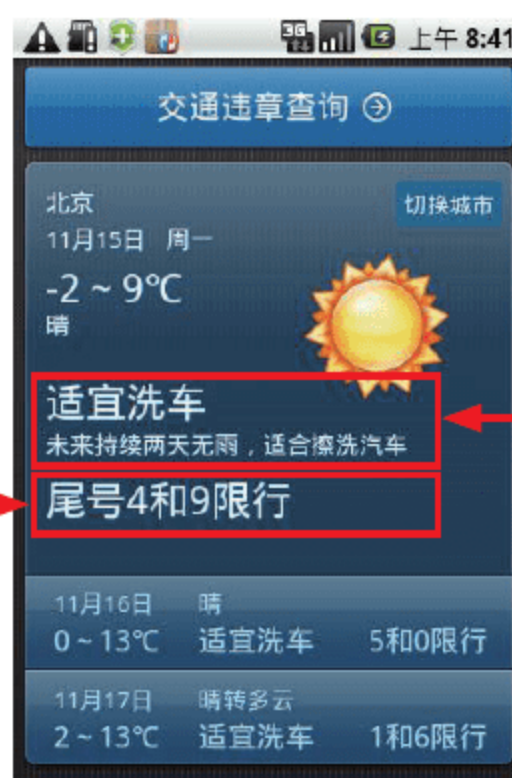 3G 上午 8:41
交通违章查询
北京
切换城市
11月15日 周一
-2 ~ 9℃
晴
适宜洗车
未来持续两天无雨，适合擦洗汽车
尾号4和9限行
11月16日 晴
0 ~ 13℃ 适宜洗车 5和0限行
11月17日 晴转多云
2 ~ 13℃ 适宜洗车 1和6限行